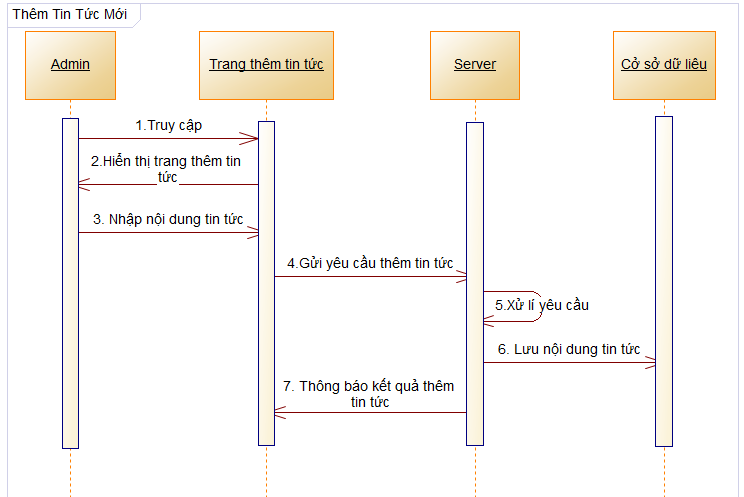 Thêm Tin Tức Mới
Admin
Trang thêm tin tức
Server
Cở sở dữ liêu
1.Truy cập
2.Hiển thị trang thêm tin
tức
3. Nhập nội dung tin tức
4.Gửi yêu cầu thêm tin tức
5.Xử lí yêu cầu
6. Lưu nội dung tin tức
7. Thông báo kết quả thêm
tin tức